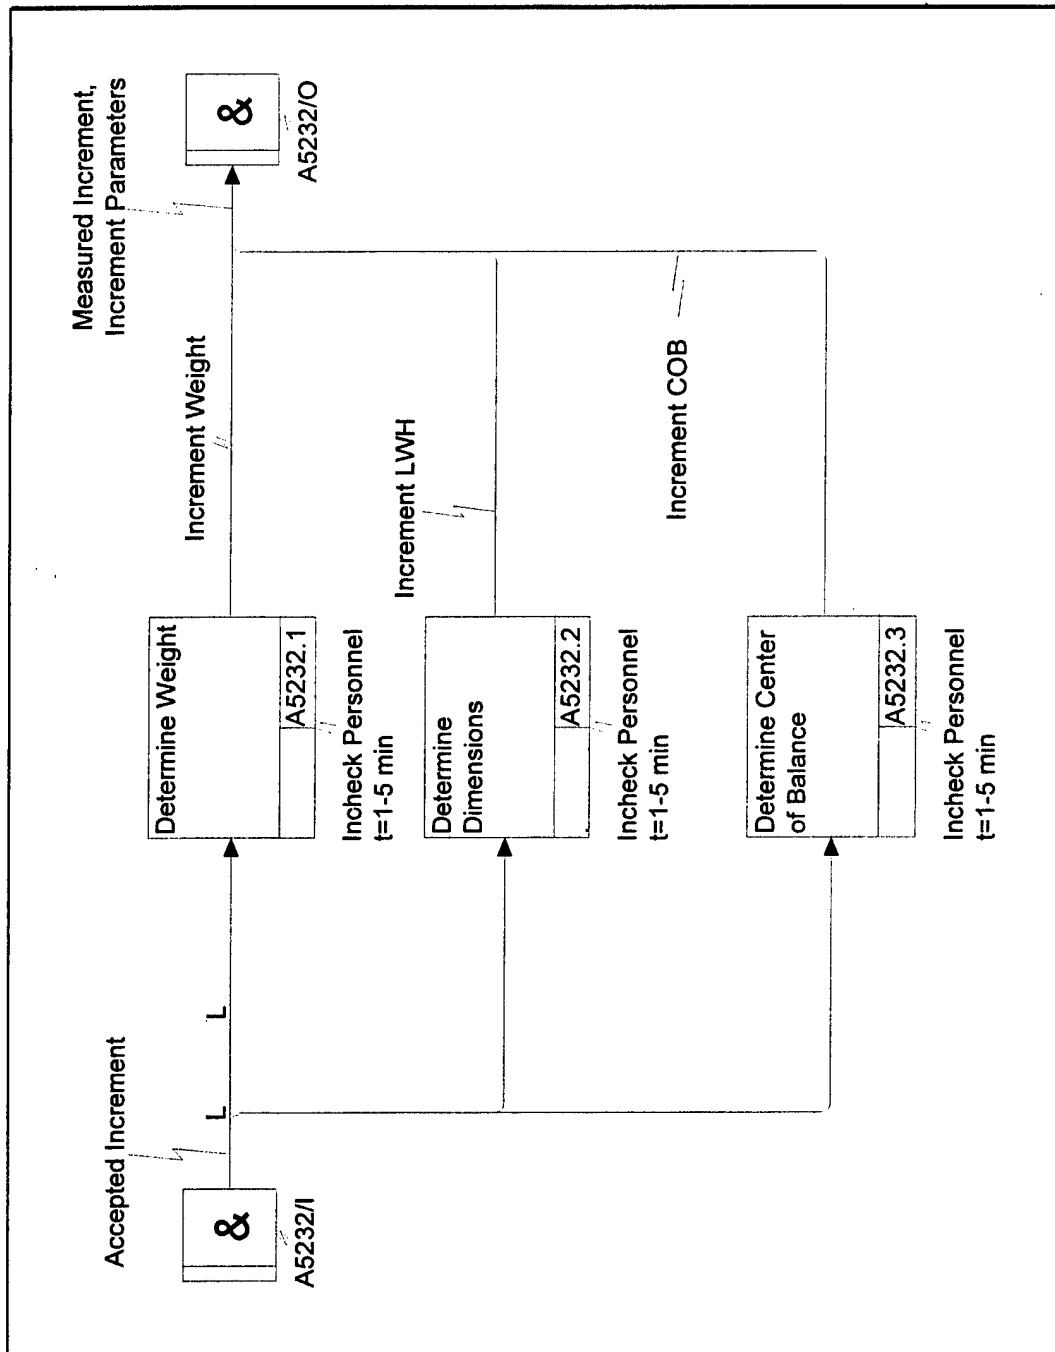 Accepted Increment
&
A5232/I
L
L
Determine Weight
A5232.1
Incheck Personnel
t=1-5 min
Determine
Dimensions
A5232.2
Incheck Personnel
t=1-5 min
Determine Center
of Balance
A5232.3
Incheck Personnel
t=1-5 min
Increment Weight
Increment LWH
Increment COB
Measured Increment,
Increment Parameters
&
A5232/O